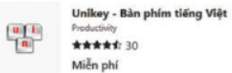 u i
n
Unikey - Bàn phím tiếng Việt
Productivity
30
Miễn phí